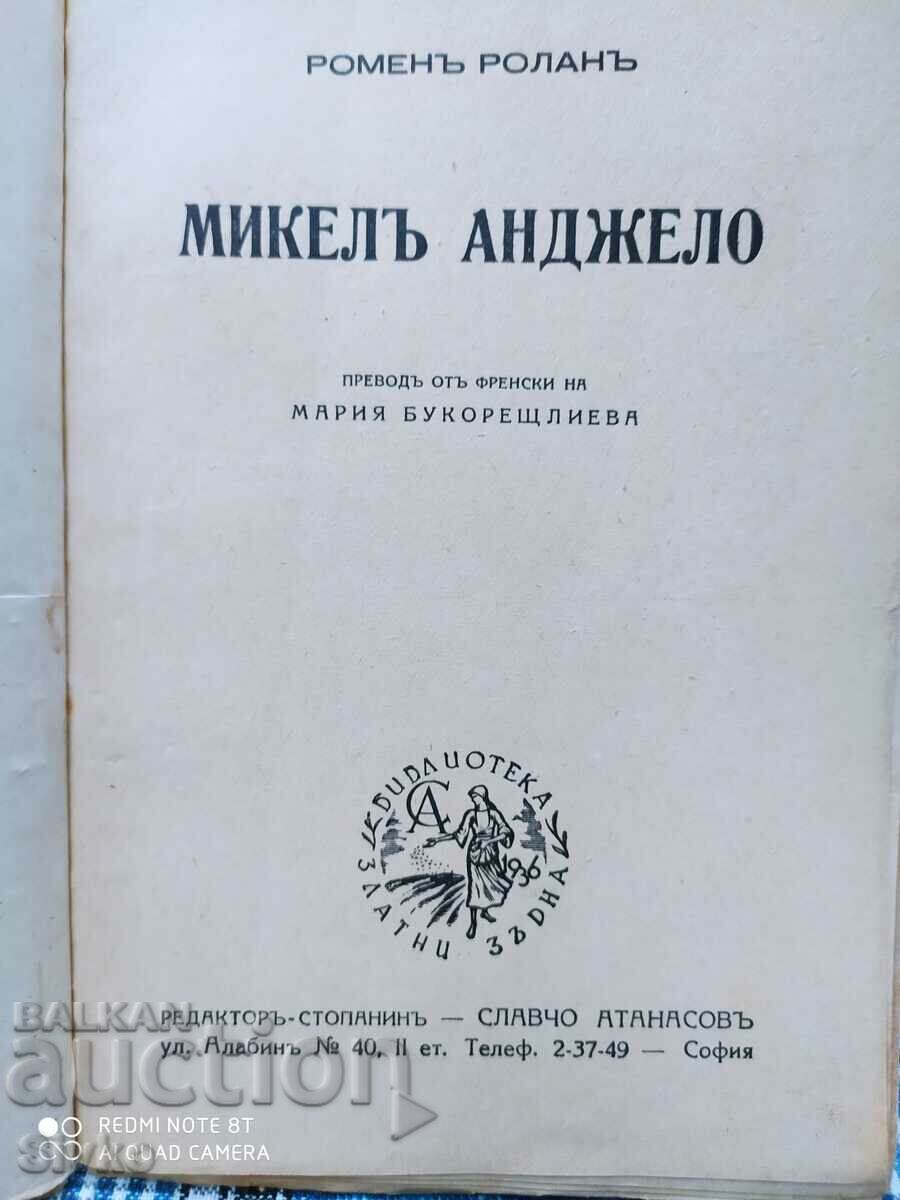 РОМЕНЪ РОЛАНЪ
МИКЕЛЪ АНДЖЕЛО
ПРЕВОДЪ ОТЪ ФРЕНСКИ НА
МАРИЯ БУКОРЕЩЛИЕВА
БИБЛИОТЕКА
СА
1936
ЗЛАТНИ ЗЪРНА
РЕДАКТОРЪ-СТОПАНИНЪ — СЛАВЧО АТАНАСОВЪ
ул. Алабинъ № 40, II ет. Телеф. 2-37-49 — София
BALKAN
auction
REDMI NOTE 8T
AI QUAD CAMERA